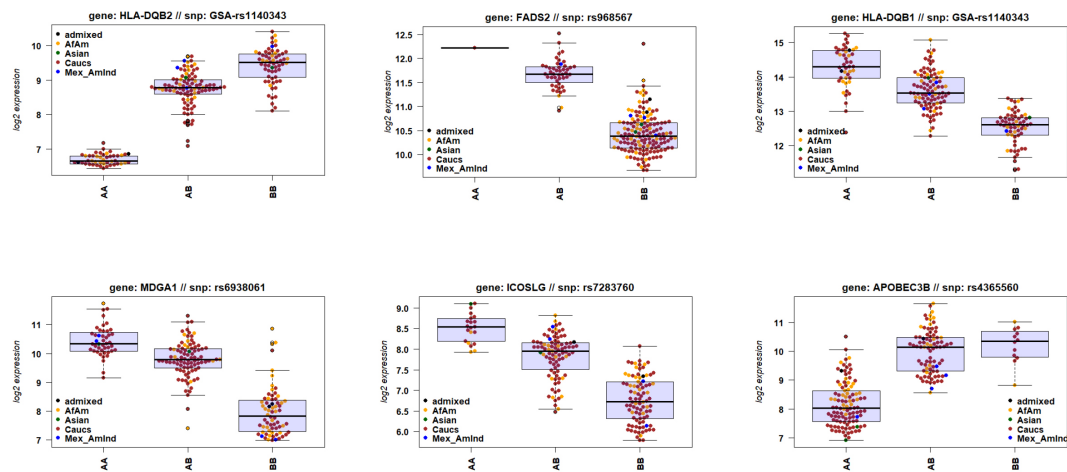 gene: HLA-DQB2 // snp: GSA-rs1140343
log2 expression
10
9
8
7
admixed
AfAm
Asian
Caucs
Mex_AmInd
AA
AB
BB
gene: FADS2 // snp: rs968567
log2 expression
12.5
12.0
11.5
11.0
10.5
10.0
admixed
AfAm
Asian
Caucs
Mex_AmInd
AA
AB
BB
gene: HLA-DQB1 // snp: GSA-rs1140343
log2 expression
15
14
13
12
admixed
AfAm
Asian
Caucs
Mex_AmInd
AA
AB
BB
gene: MDGA1 // snp: rs6938061
log2 expression
11
10
9
8
7
admixed
AfAm
Asian
Caucs
Mex_AmInd
AA
AB
BB
gene: ICOSLG // snp: rs7283760
log2 expression
9.0
8.5
8.0
7.5
7.0
6.5
6.0
admixed
AfAm
Asian
Caucs
Mex_AmInd
AA
AB
BB
gene: APOBEC3B // snp: rs4365560
log2 expression
11
10
9
8
7
admixed
AfAm
Asian
Caucs
Mex_AmInd
AA
AB
BB